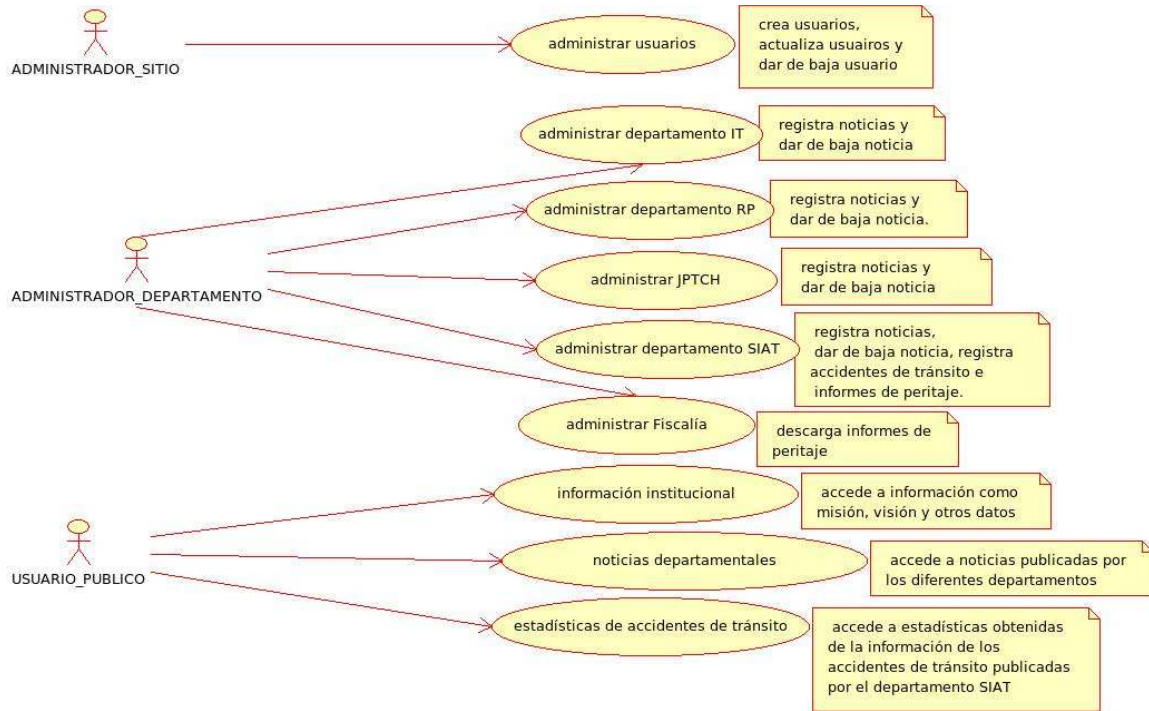 ADMINISTRADOR_SITIO
administrar usuarios
crea usuarios,
actualiza usuairos y
dar de baja usuario
administrar departamento IT
registra noticias y
dar de baja noticia
administrar departamento RP
registra noticias y
dar de baja noticia.
ADMINISTRADOR_DEPARTAMENTO
administrar JPTCH
registra noticias y
dar de baja noticia
administrar departamento SIAT
registra noticias,
dar de baja noticia, registra
accidentes de tránsito e
informes de peritaje.
administrar Fiscalía
descarga informes de
peritaje
USUARIO_PUBLICO
información institucional
accede a información como
misión, visión y otros datos
noticias departamentales
accede a noticias publicadas por
los diferentes departamentos
estadísticas de accidentes de tránsito
accede a estadísticas obtenidas
de la información de los
accidentes de tránsito publicadas
por el departamento SIAT